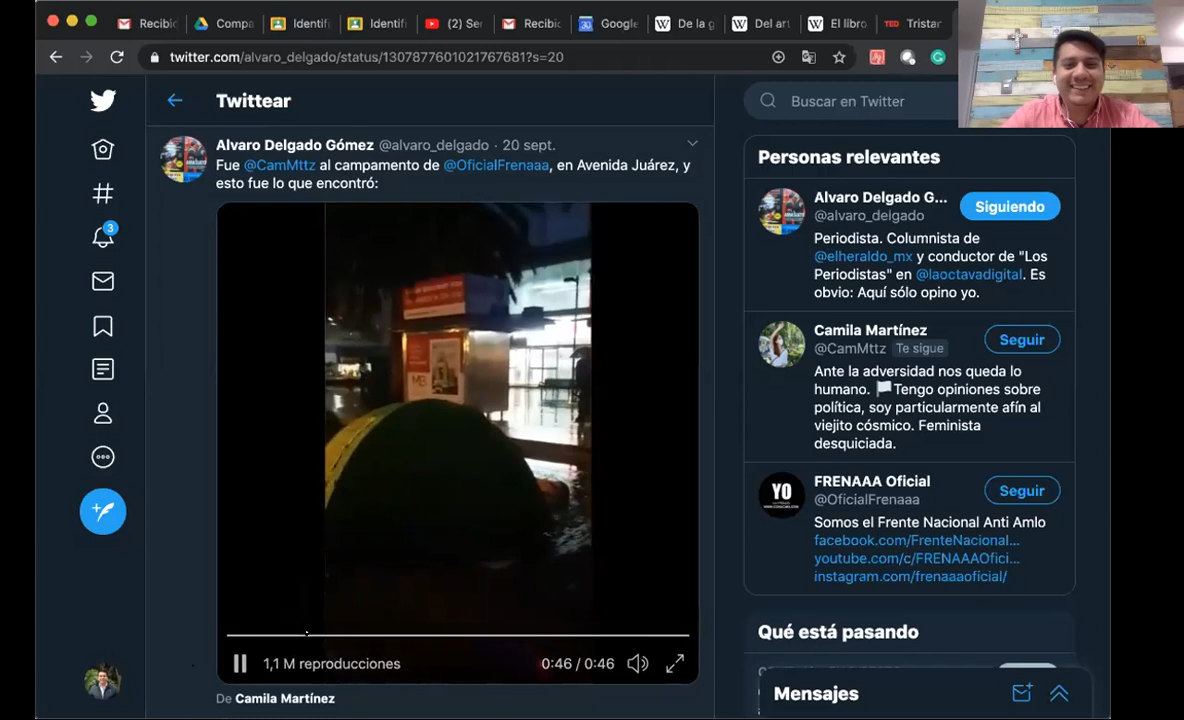 Recibid
Compa
Identifi
Identifi
(2) Ser
Recibid
Google
De la g
Del art
El libro
TED Tristan
twitter.com/alvaro_delgado/status/1307877601021767681?s=20
Twittear
Buscar en Twitter
Alvaro Delgado Gómez @alvaro_delgado · 20 sept.
Fue @CamMttz al campamento de @OficialFrenaaa, en Avenida Juárez, y
esto fue lo que encontró:
MB
1,1 M reproducciones
0:46 / 0:46
De Camila Martínez
Personas relevantes
Alvaro Delgado G...
@alvaro_delgado
Siguiendo
Periodista. Columnista de
@elheraldo_mx y conductor de "Los
Periodistas" en @laoctavadigital. Es
obvio: Aquí sólo opino yo.
Camila Martínez
@CamMttz Te sigue
Seguir
Ante la adversidad nos queda lo
humano. Tengo opiniones sobre
política, soy particularmente afín al
viejito cósmico. Feminista
desquiciada.
YO
FRENAAA Oficial
@OficialFrenaaa
Seguir
Somos el Frente Nacional Anti Amlo
facebook.com/FrenteNacional...
youtube.com/c/FRENAAAOfici...
instagram.com/frenaaaoficial/
Qué está pasando
Mensajes
3